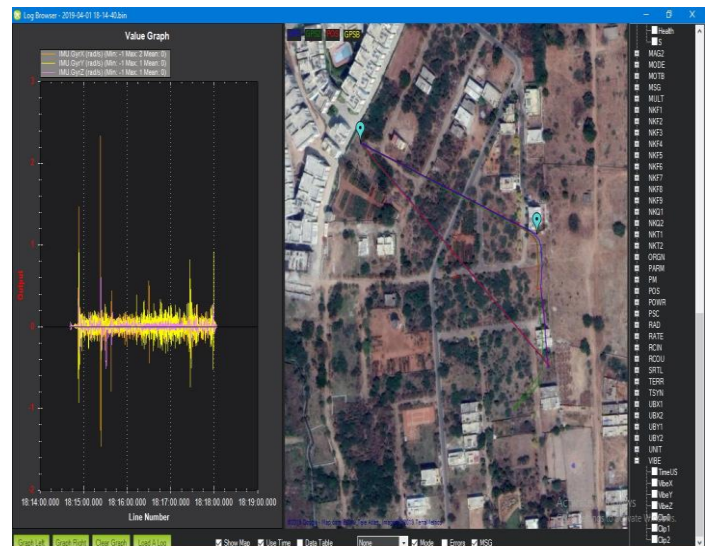 Log Browser - 2019-04-01 18-14-40.bin
Value Graph
IMU.GyrX (rad/s) (Min: -1 Max: 2 Mean: 0)
IMU.GyrY (rad/s) (Min: -1 Max: 1 Mean: 0)
IMU.GyrZ (rad/s) (Min: -1 Max: 1 Mean: 0)
Output
3
2
1
0
18:14:00.000 18:15:00.000 18:16:00.000 18:17:00.000 18:18:00.000 18:19:00.000
Line Number
GPSB
Health
S
MAG2
MODE
MOTB
MSG
MULT
NKF1
NKF2
NKF3
NKF4
NKF5
NKF6
NKF7
NKF8
NKF9
NKQ1
NKQ2
NKT1
NKT2
ORGN
PARM
PM
POS
POWR
PSC
RAD
RATE
RCIN
RCOU
SRTL
TERR
TSYN
UBX1
UBX2
UBY1
UBY2
UNIT
VIBE
TimeUS
VibeX
VibeY
VibeZ
Clip1
Clip2
Graph Left Graph Right Clear Graph Load A Log Show Map Use Time Data Table None Mode Errors MSG